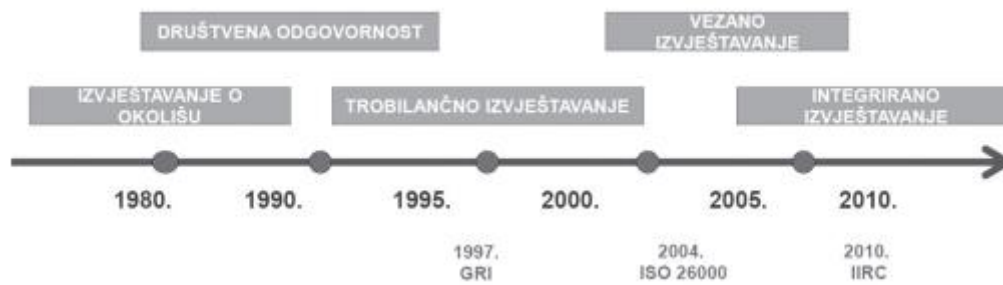 DRUŠTVENA ODGOVORNOST
VEZANO
IZVJEŠTAVANJE
IZVJEŠTAVANJE O
OKOLIŠU
TROBILANČNO IZVJEŠTAVANJE
INTEGRIRANO
IZVJEŠTAVANJE
1980.
1990.
1995.
2000.
2005.
2010.
1997.
GRI
2004.
ISO 26000
2010.
IIRC